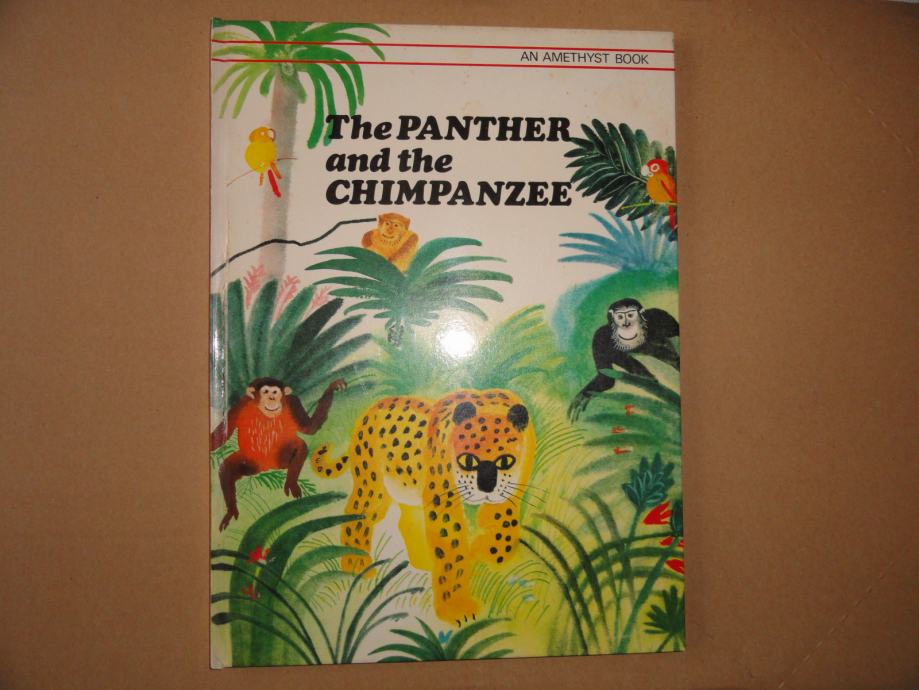 AN AMETHYST BOOK
The PANTHER
and the
CHIMPANZEE